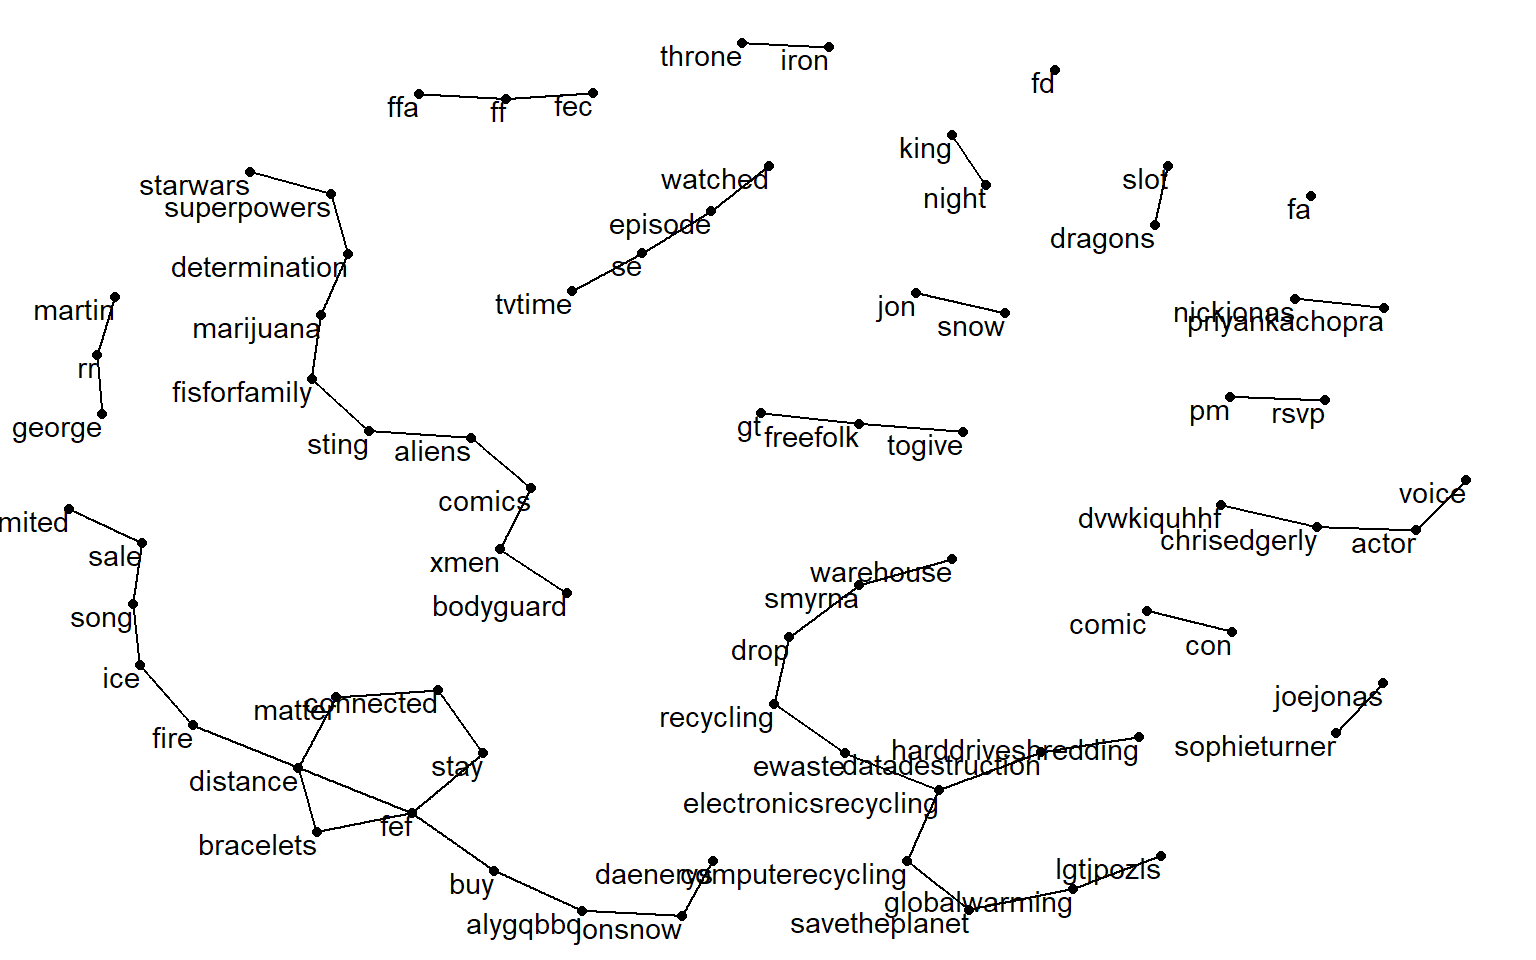 throne
iron
fd
ffa
ff
fec
king
watched
slot
starwars
night
superpowers
fa
episode
dragons
se
determination
tvtime
jon
martin
nickjonas
priyankachopra
snow
marijuana
rr
fisforfamily
pm
rsvp
george
gt
freefolk
togive
sting
aliens
voice
comics
mited
dvwkiquhhf
chrisedgerly
actor
sale
xmen
warehouse
smyrna
bodyguard
song
comic
con
drop
ice
joejonas
matter
connected
recycling
fire
sophieturner
harddriveshredding
stay
ewaste
datadestruction
distance
electronicsrecycling
fef
bracelets
lgtjpozls
daenerys
computerecycling
buy
globalwarming
savetheplanet
alygqbbq
jonsnow